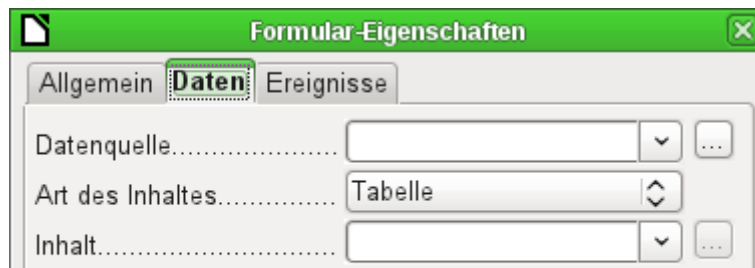 Formular-Eigenschaften
Allgemein Daten Ereignisse
Datenquelle..................... ...
Art des Inhaltes............... Tabelle
Inhalt............................ ...